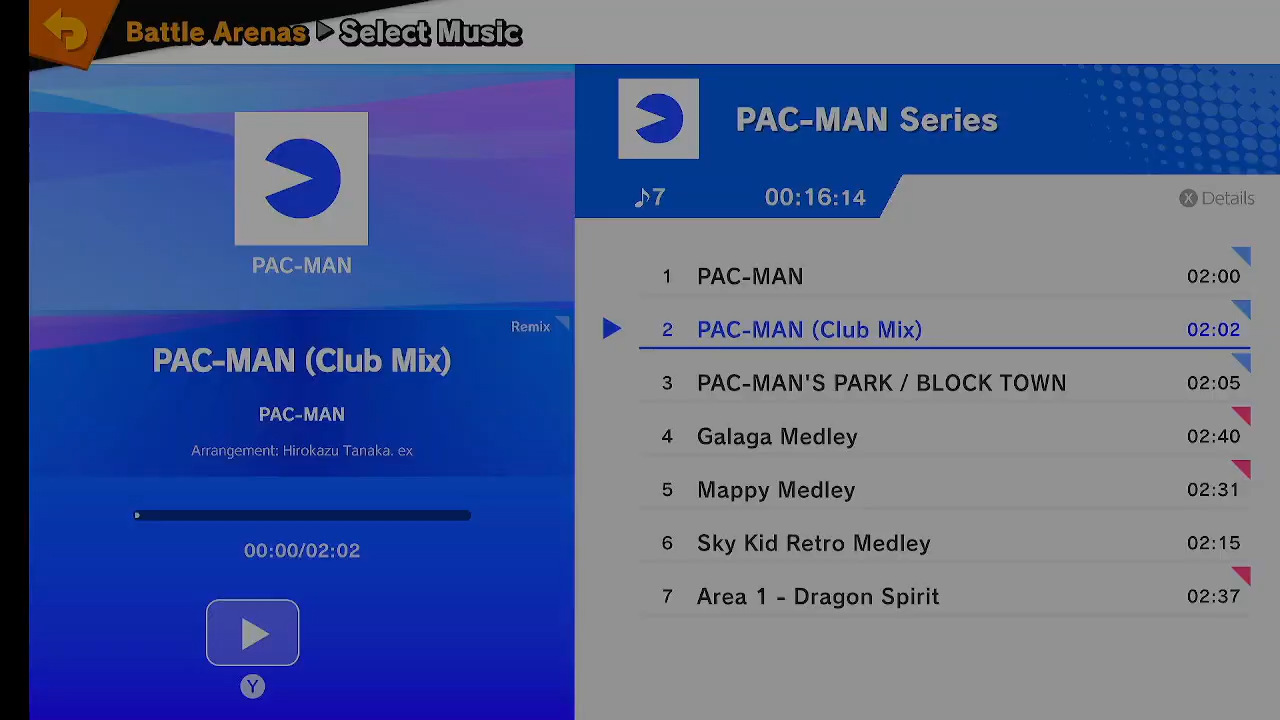 Battle Arenas ▶ Select Music
PAC-MAN
Remix
PAC-MAN (Club Mix)
PAC-MAN
Arrangement: Hirokazu Tanaka. ex
00:00/02:02
Y
PAC-MAN Series
♪7 00:16:14
X Details
1 PAC-MAN 02:00
2 PAC-MAN (Club Mix) 02:02
3 PAC-MAN'S PARK / BLOCK TOWN 02:05
4 Galaga Medley 02:40
5 Mappy Medley 02:31
6 Sky Kid Retro Medley 02:15
7 Area 1 - Dragon Spirit 02:37